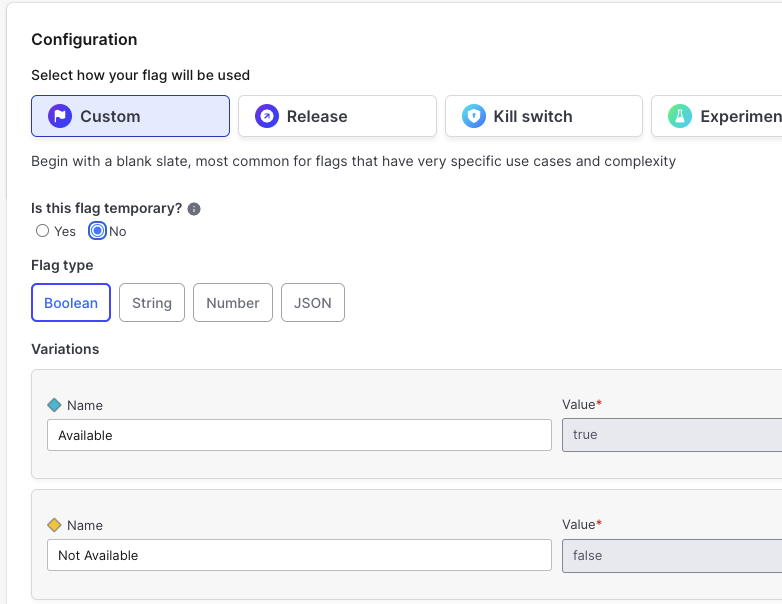 Configuration
Select how your flag will be used
Custom Release Kill switch Experimen
Begin with a blank slate, most common for flags that have very specific use cases and complexity
Is this flag temporary?
Yes No
Flag type
Boolean String Number JSON
Variations
Name Value*
Available true
Name Value*
Not Available false